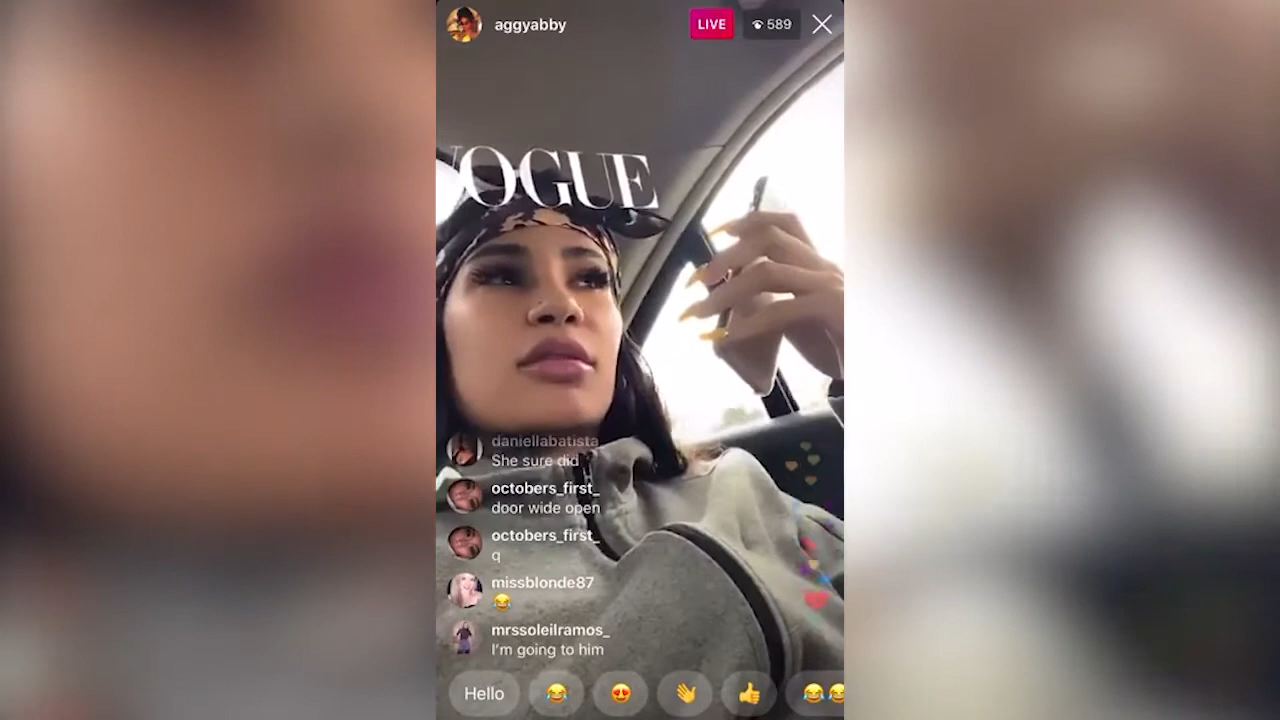 aggyabby
LIVE
589
VOGUE
daniellabatista
She sure did
octobers_first_
door wide open
octobers_first_
q
missblonde87
😂
mrssoleilramos_
I'm going to him
Hello 😂 😍 👋 👍 😂😂